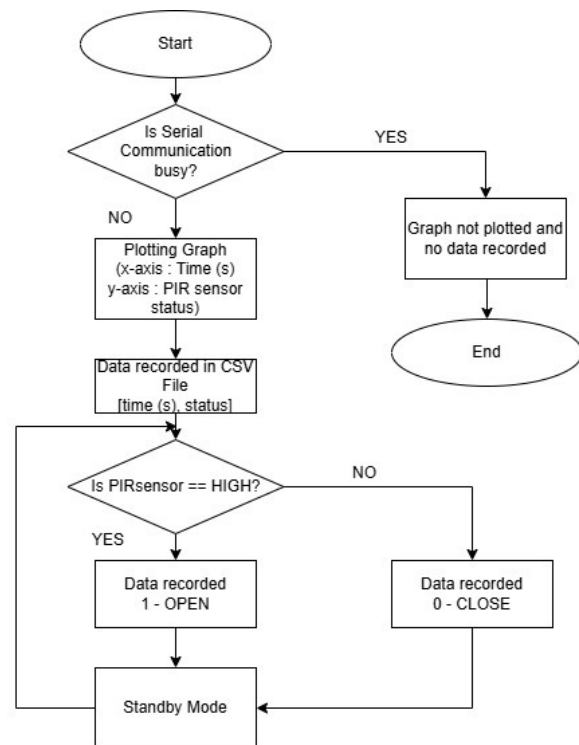 Start
Is Serial
Communication
busy?
YES
NO
Graph not plotted and
no data recorded
Plotting Graph
(x-axis : Time (s)
y-axis : PIR sensor
status)
End
Data recorded in CSV
File
[time (s), status]
Is PIRsensor == HIGH?
NO
YES
Data recorded
1 - OPEN
Data recorded
0 - CLOSE
Standby Mode